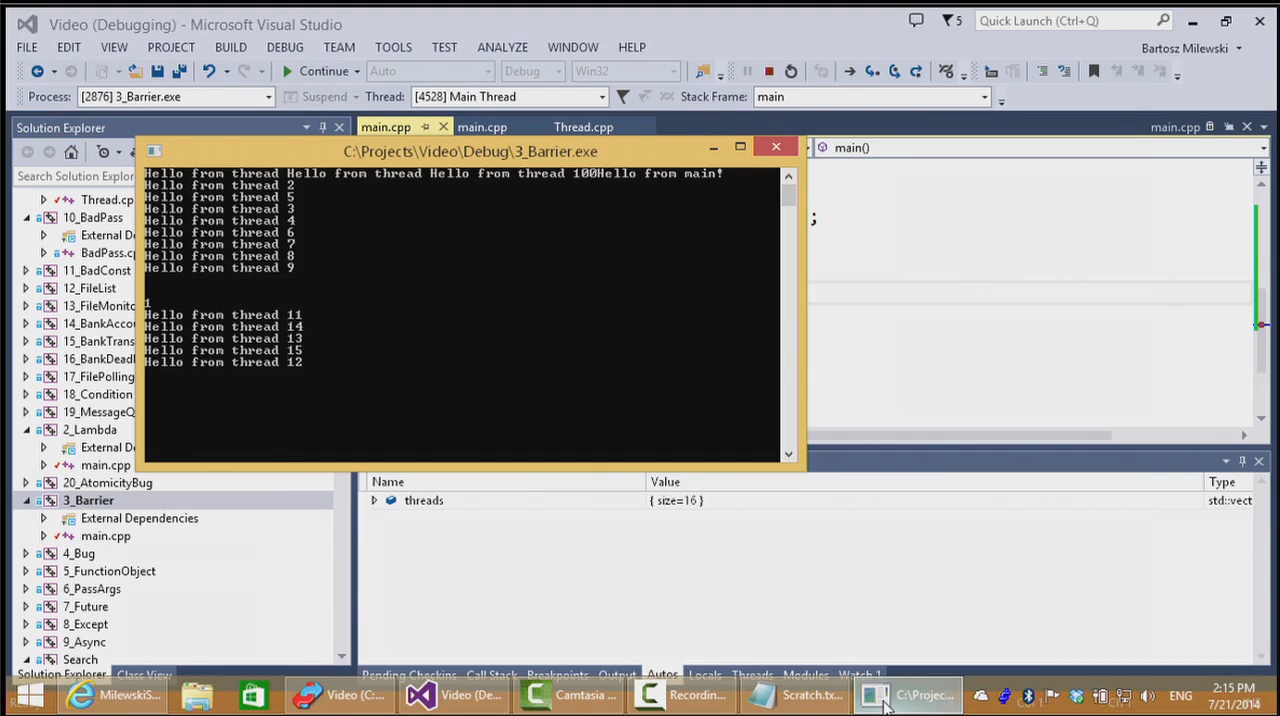 Video (Debugging) - Microsoft Visual Studio
5
Quick Launch (Ctrl+Q)
FILE EDIT VIEW PROJECT BUILD DEBUG TEAM TOOLS TEST ANALYZE WINDOW HELP
Bartosz Milewski
Continue Auto Debug Win32
Process: [2876] 3_Barrier.exe Suspend Thread: [4528] Main Thread Stack Frame: main
Solution Explorer
main.cpp main.cpp Thread.cpp main.cpp
C:\Projects\Video\Debug\3_Barrier.exe
main()
Search Solution Explo
Hello from thread Hello from thread Hello from thread 100Hello from main!
Hello from thread 2
Hello from thread 5
Hello from thread 3
Hello from thread 4
Hello from thread 6
Hello from thread 7
Hello from thread 8
Hello from thread 9
1
Hello from thread 11
Hello from thread 14
Hello from thread 13
Hello from thread 15
Hello from thread 12
;
Thread.cp
10_BadPass
External D
BadPass.c
11_BadConst
12_FileList
13_FileMonito
14_BankAccou
15_BankTrans
16_BankDeadl
17_FilePolling
18_Condition
19_MessageQ
2_Lambda
External De
main.cpp
20_AtomicityBug
3_Barrier
External Dependencies
main.cpp
4_Bug
5_FunctionObject
6_PassArgs
7_Future
8_Except
9_Async
Search
Solution Explorer Class View
Name Value Type
threads { size=16 } std::vect
Pending Checkins Call Stack Breakpoints Output Autos Locals Threads Modules Watch 1
MilewskiS... Video (C:... Video (De... Camtasia ... Recordin... Scratch.tx... C:\Projec...
ENG
2:15 PM
7/21/2014